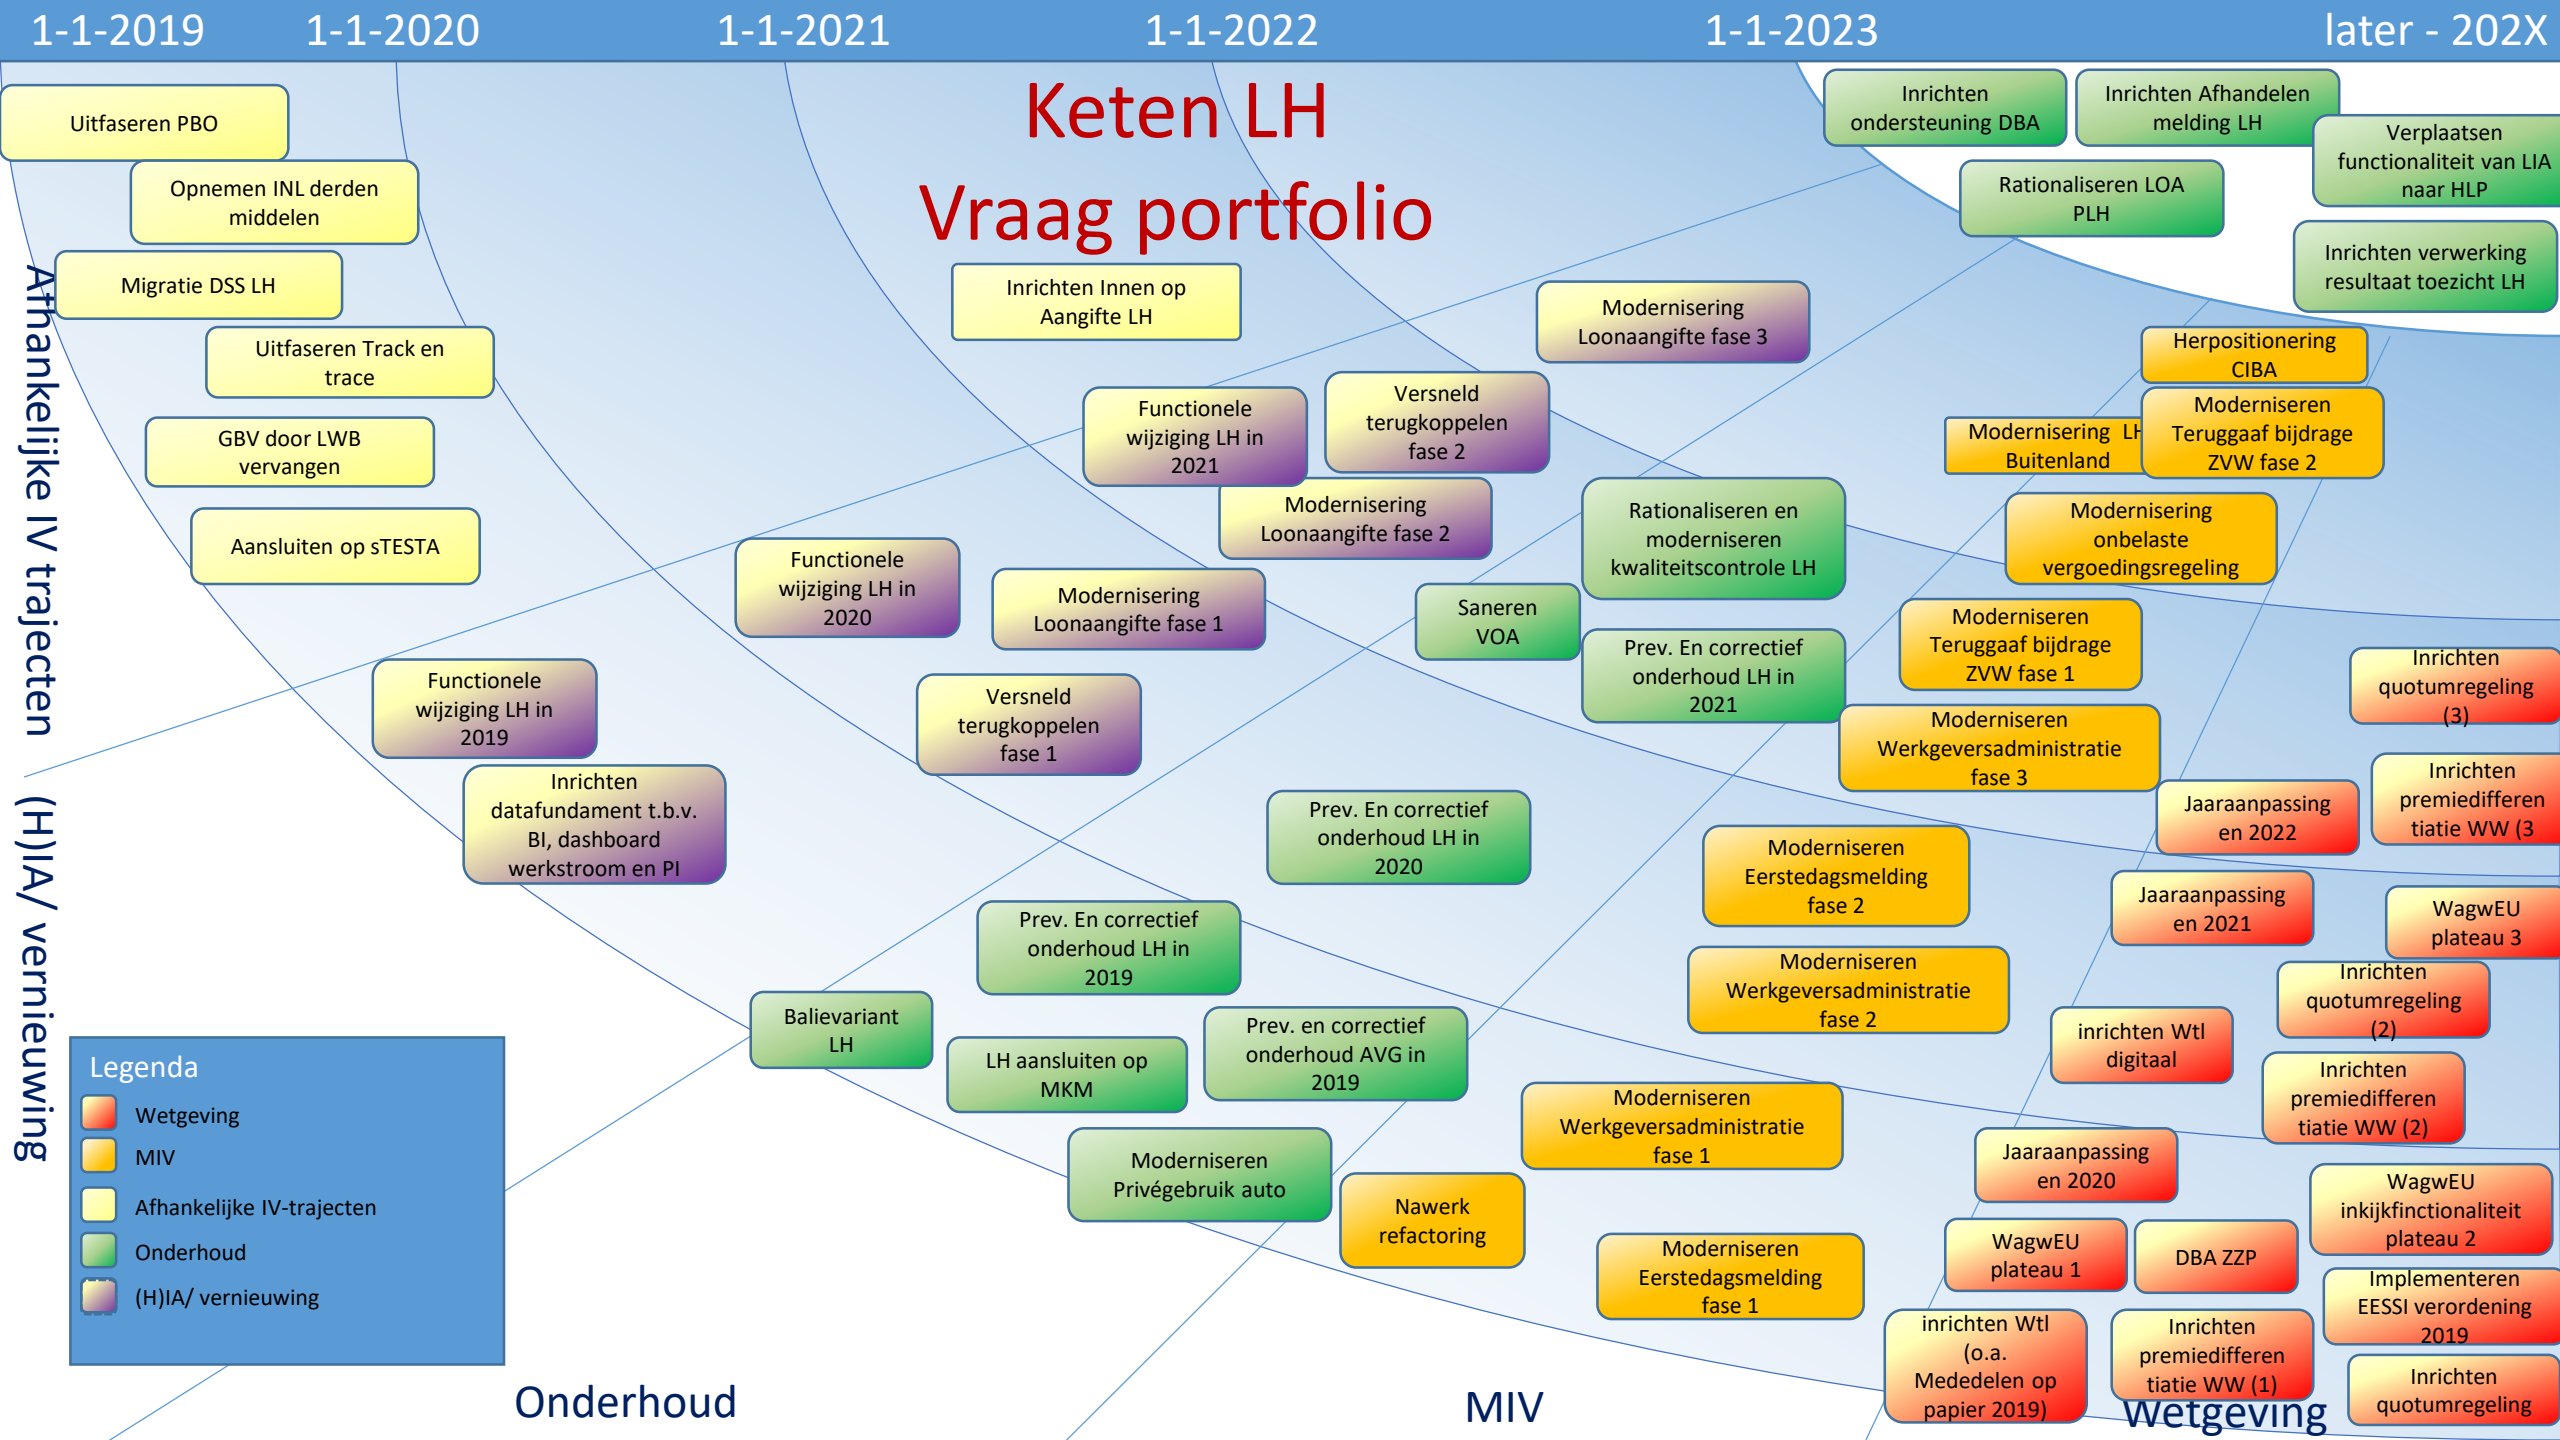 1-1-2019
1-1-2020
1-1-2021
1-1-2022
1-1-2023
later - 202X
Keten LH
Vraag portfolio
Uitfaseren PBO
Opnemen INL derden
middelen
Migratie DSS LH
Uitfaseren Track en
trace
GBV door LWB
vervangen
Aansluiten op sTESTA
Inrichten Innen op
Aangifte LH
Afhankelijke IV trajecten
(H)IA/ vernieuwing
Inrichten
ondersteuning DBA
Inrichten Afhandelen
melding LH
Verplaatsen
functionaliteit van LIA
naar HLP
Rationaliseren LOA
PLH
Inrichten verwerking
resultaat toezicht LH
Modernisering
Loonaangifte fase 3
Functionele
wijziging LH in
2021
Versneld
terugkoppelen
fase 2
Modernisering
Loonaangifte fase 2
Functionele
wijziging LH in
2020
Modernisering
Loonaangifte fase 1
Functionele
wijziging LH in
2019
Versneld
terugkoppelen
fase 1
Inrichten
datafundament t.b.v.
BI, dashboard
werkstroom en PI
Rationaliseren en
moderniseren
kwaliteitscontrole LH
Saneren
VOA
Prev. En correctief
onderhoud LH in
2021
Prev. En correctief
onderhoud LH in
2020
Prev. En correctief
onderhoud LH in
2019
Balievariant
LH
LH aansluiten op
MKM
Prev. en correctief
onderhoud AVG in
2019
Moderniseren
Privégebruik auto
Herpositionering
CIBA
Modernisering LH
Buitenland
Moderniseren
Teruggaaf bijdrage
ZVW fase 2
Modernisering
onbelaste
vergoedingsregeling
Moderniseren
Teruggaaf bijdrage
ZVW fase 1
Moderniseren
Werkgeversadministratie
fase 3
Moderniseren
Eerstedagsmelding
fase 2
Moderniseren
Werkgeversadministratie
fase 2
Moderniseren
Werkgeversadministratie
fase 1
Nawerk
refactoring
Moderniseren
Eerstedagsmelding
fase 1
Inrichten
quotumregeling
(3)
Inrichten
premiedifferen
tiatie WW (3
Jaaraanpassing
en 2022
Jaaraanpassing
en 2021
WagwEU
plateau 3
Inrichten
quotumregeling
(2)
inrichten Wtl
digitaal
Inrichten
premiedifferen
tiatie WW (2)
Jaaraanpassing
en 2020
WagwEU
inkijkfinctionaliteit
plateau 2
WagwEU
plateau 1
DBA ZZP
Implementeren
EESSI verordening
2019
inrichten Wtl
(o.a.
Mededelen op
papier 2019)
Inrichten
premiedifferen
tiatie WW (1)
Inrichten
quotumregeling
Legenda
Wetgeving
MIV
Afhankelijke IV-trajecten
Onderhoud
(H)IA/ vernieuwing
Onderhoud
MIV
Wetgeving